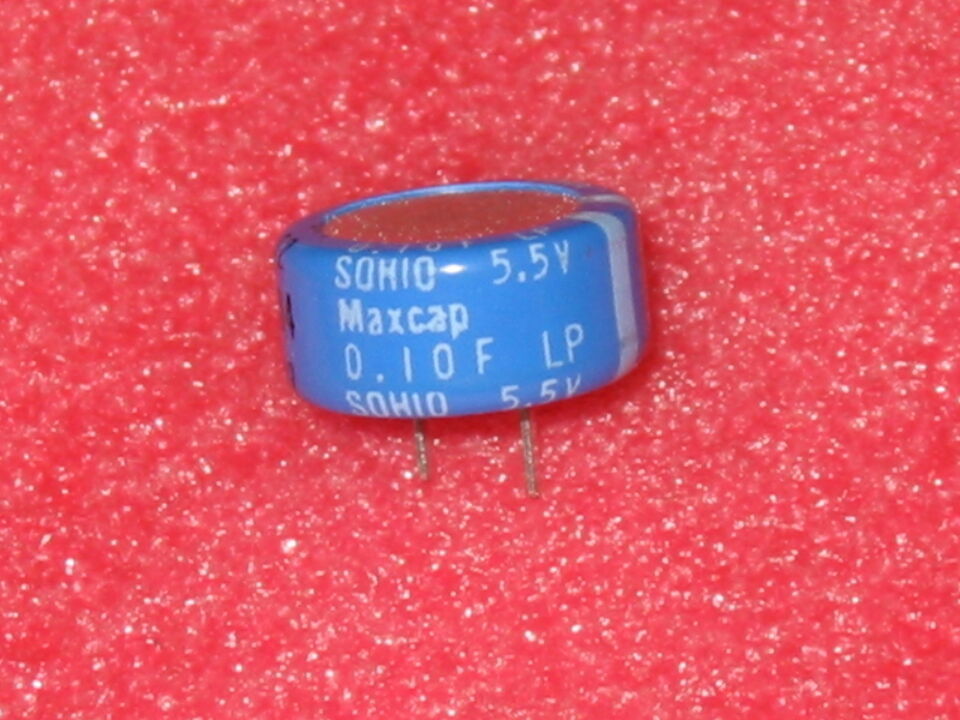 SOHIO 5.5V
Maxcap
0.10F LP
SOHIO 5.5V